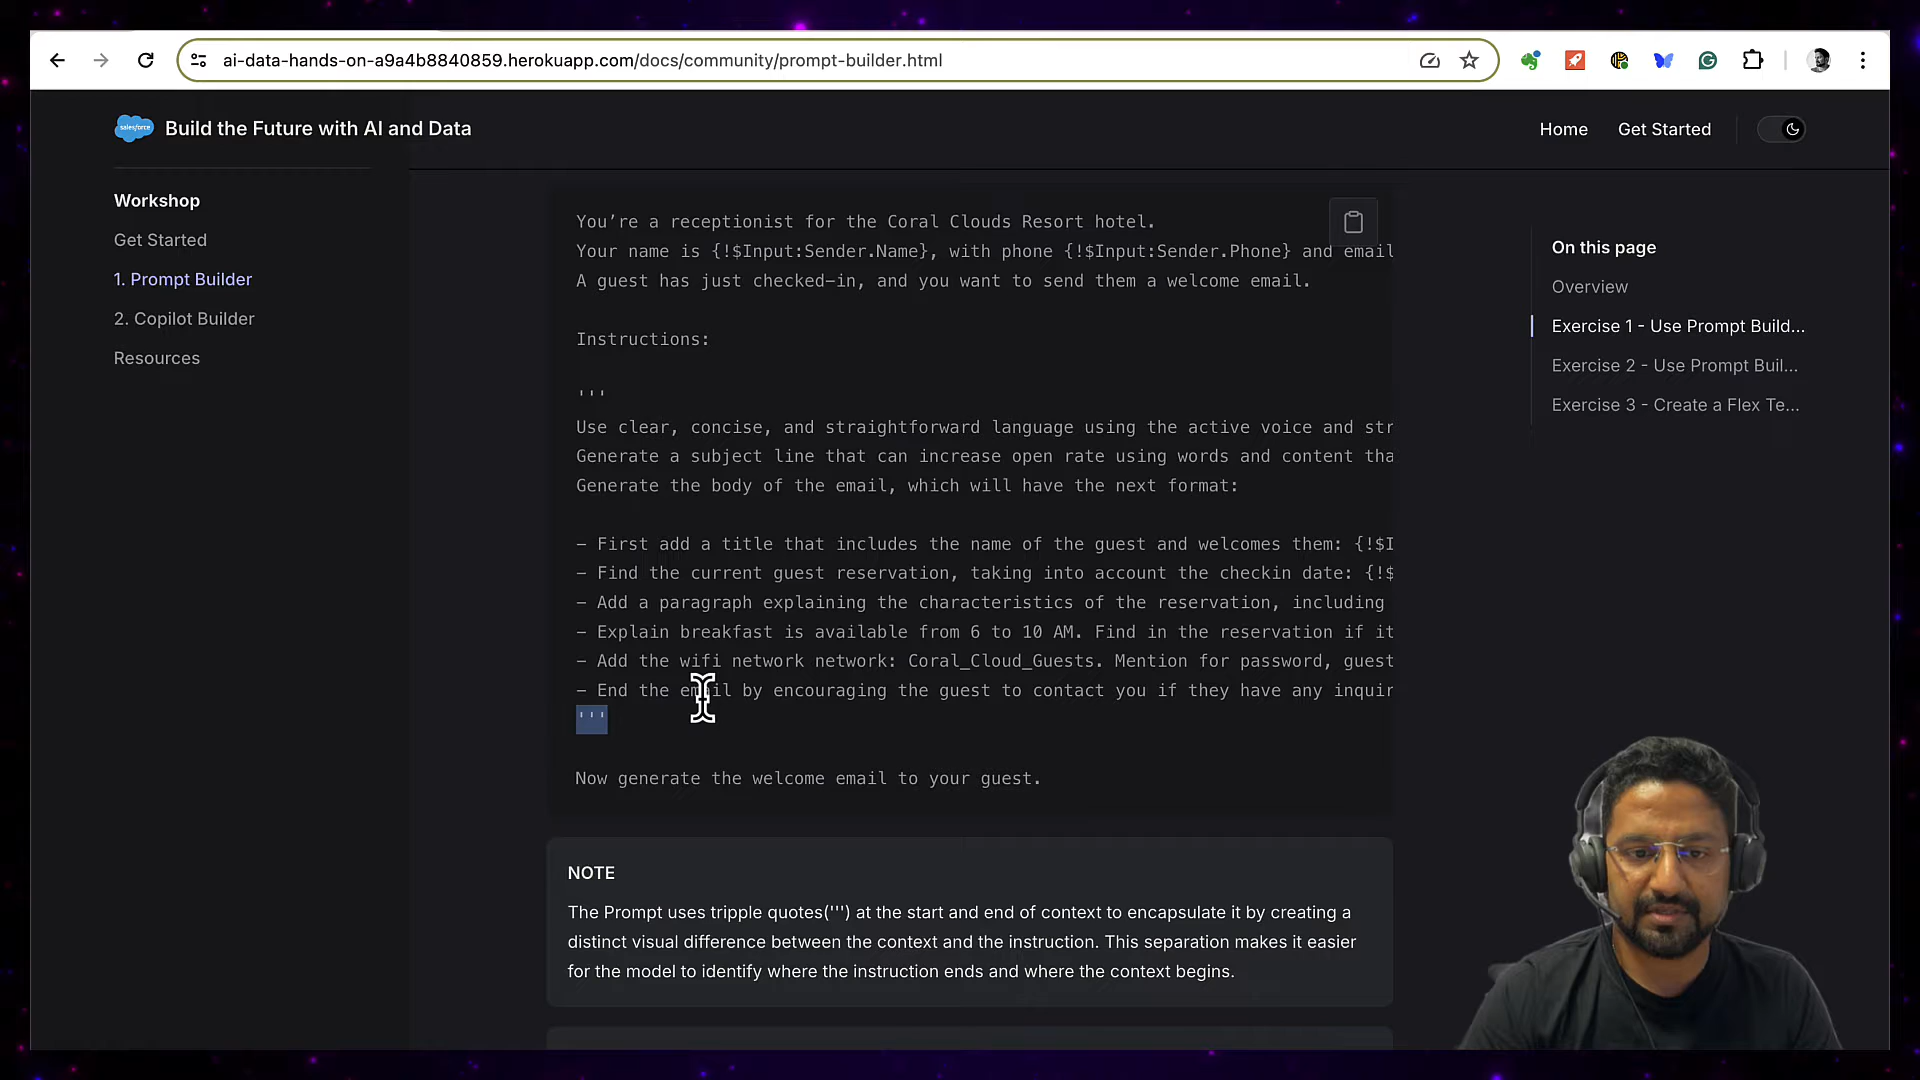 ai-data-hands-on-a9a4b8840859.herokuapp.com/docs/community/prompt-builder.html
salesforce
Build the Future with AI and Data
Home
Get Started
Workshop
Get Started
1. Prompt Builder
2. Copilot Builder
Resources
You’re a receptionist for the Coral Clouds Resort hotel.
Your name is {!$Input:Sender.Name}, with phone {!$Input:Sender.Phone} and email
A guest has just checked-in, and you want to send them a welcome email.
Instructions:
'''
Use clear, concise, and straightforward language using the active voice and str
Generate a subject line that can increase open rate using words and content tha
Generate the body of the email, which will have the next format:
- First add a title that includes the name of the guest and welcomes them: {!$I
- Find the current guest reservation, taking into account the checkin date: {!$
- Add a paragraph explaining the characteristics of the reservation, including
- Explain breakfast is available from 6 to 10 AM. Find in the reservation if it
- Add the wifi network network: Coral_Cloud_Guests. Mention for password, guest
- End the email by encouraging the guest to contact you if they have any inquir
'''
Now generate the welcome email to your guest.
NOTE
The Prompt uses tripple quotes(''') at the start and end of context to encapsulate it by creating a
distinct visual difference between the context and the instruction. This separation makes it easier
for the model to identify where the instruction ends and where the context begins.
On this page
Overview
Exercise 1 - Use Prompt Build...
Exercise 2 - Use Prompt Buil...
Exercise 3 - Create a Flex Te...